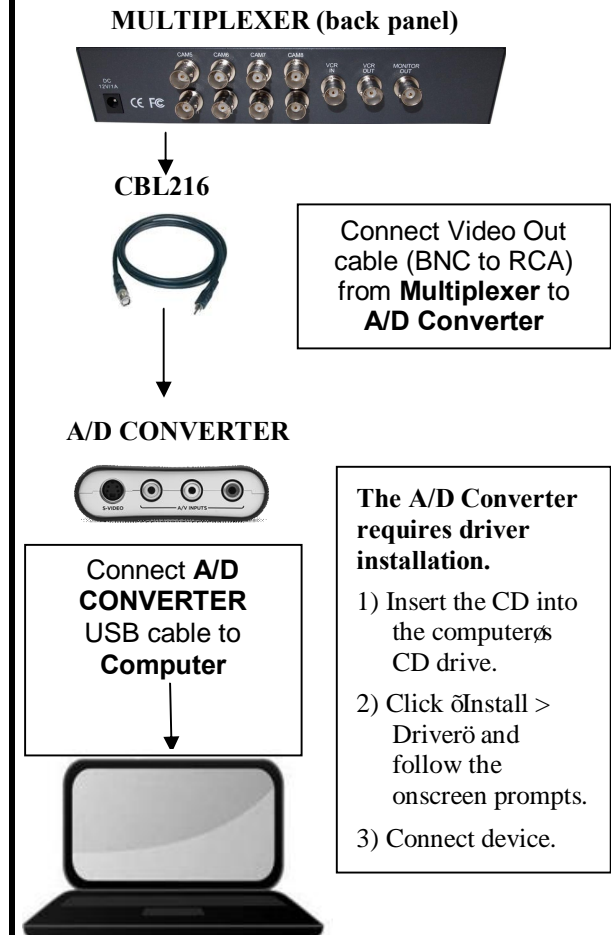 MULTIPLEXER (back panel)
CAM5 CAM6 CAM7 CAM8
VCR
IN
VCR
OUT
MONITOR
OUT
DC
12V/1A
CE FC
CBL216
Connect Video Out
cable (BNC to RCA)
from Multiplexer to
A/D Converter
A/D CONVERTER
S-VIDEO
A/V INPUTS
Connect A/D
CONVERTER
USB cable to
Computer
The A/D Converter
requires driver
installation.
1) Insert the CD into
the computerøs
CD drive.
2) Click õInstall >
Driverö and
follow the
onscreen prompts.
3) Connect device.